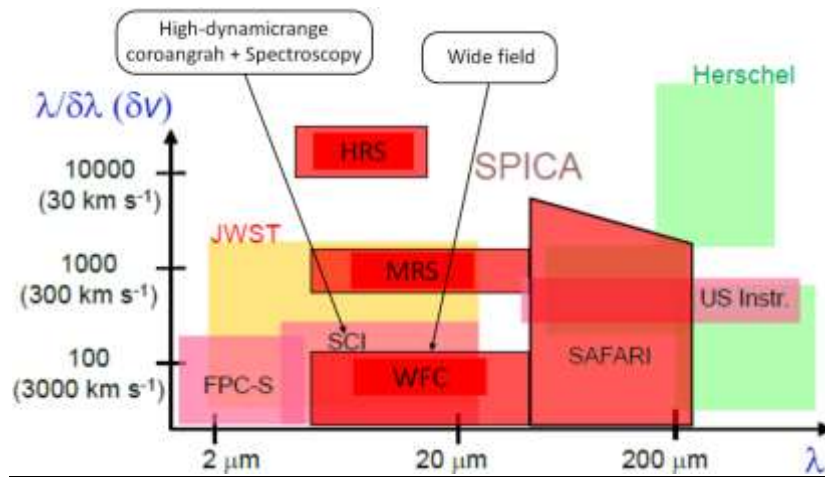 High-dynamicrange
coroangrah + Spectroscopy
Wide field
Herschel
λ/δλ (δv)
HRS
SPICA
10000
(30 km s⁻¹)
JWST
1000
(300 km s⁻¹)
MRS
US Instr.
SCI
100
(3000 km s⁻¹)
FPC-S
WFC
SAFARI
2 μm
20 μm
200 μm
λ